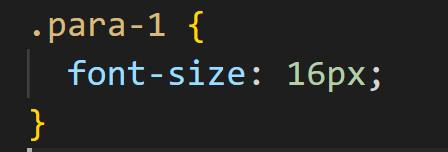 .para-1 {
  font-size: 16px;
}